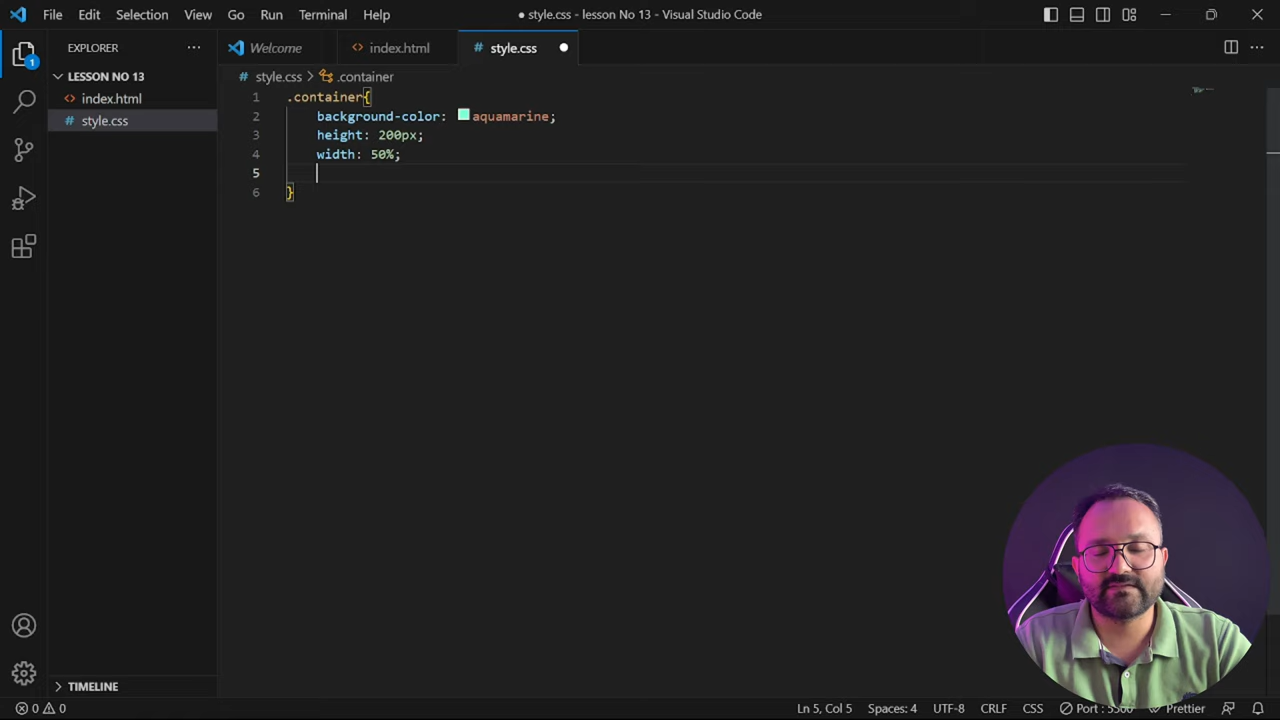 File Edit Selection View Go Run Terminal Help
● style.css - lesson No 13 - Visual Studio Code
EXPLORER
Welcome
index.html
style.css
LESSON NO 13
index.html
style.css
style.css > .container
1 .container{
2 background-color: aquamarine;
3 height: 200px;
4 width: 50%;
5
6 }
1
TIMELINE
0 0
Ln 5, Col 5 Spaces: 4 UTF-8 CRLF CSS Port : 5500 Prettier